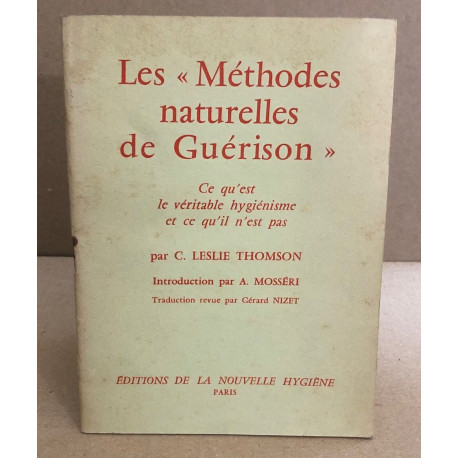 Les « Méthodes
naturelles
de Guérison »
Ce qu'est
le véritable hygiénisme
et ce qu'il n'est pas
par C. LESLIE THOMSON
Introduction par A. MOSSÉRI
Traduction revue par Gérard NIZET
ÉDITIONS DE LA NOUVELLE HYGIÈNE
PARIS